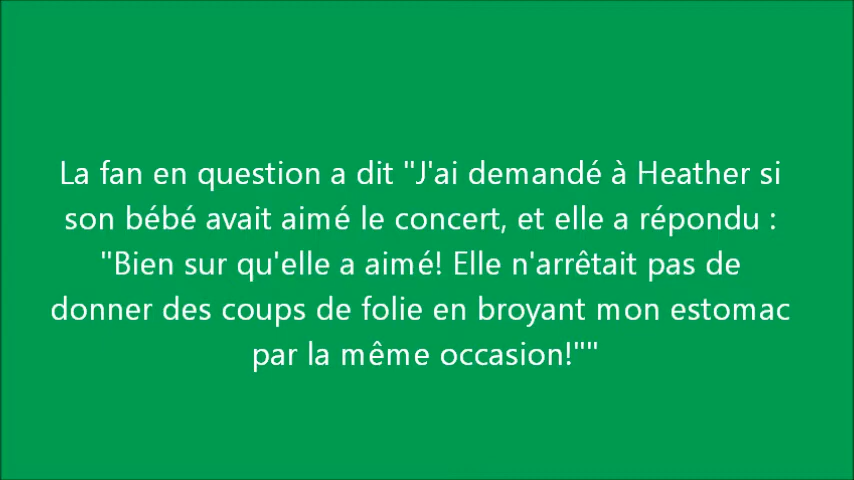 La fan en question a dit "J'ai demandé à Heather si
son bébé avait aimé le concert, et elle a répondu :
"Bien sur qu'elle a aimé! Elle n'arrêtait pas de
donner des coups de folie en broyant mon estomac
par la même occasion!""